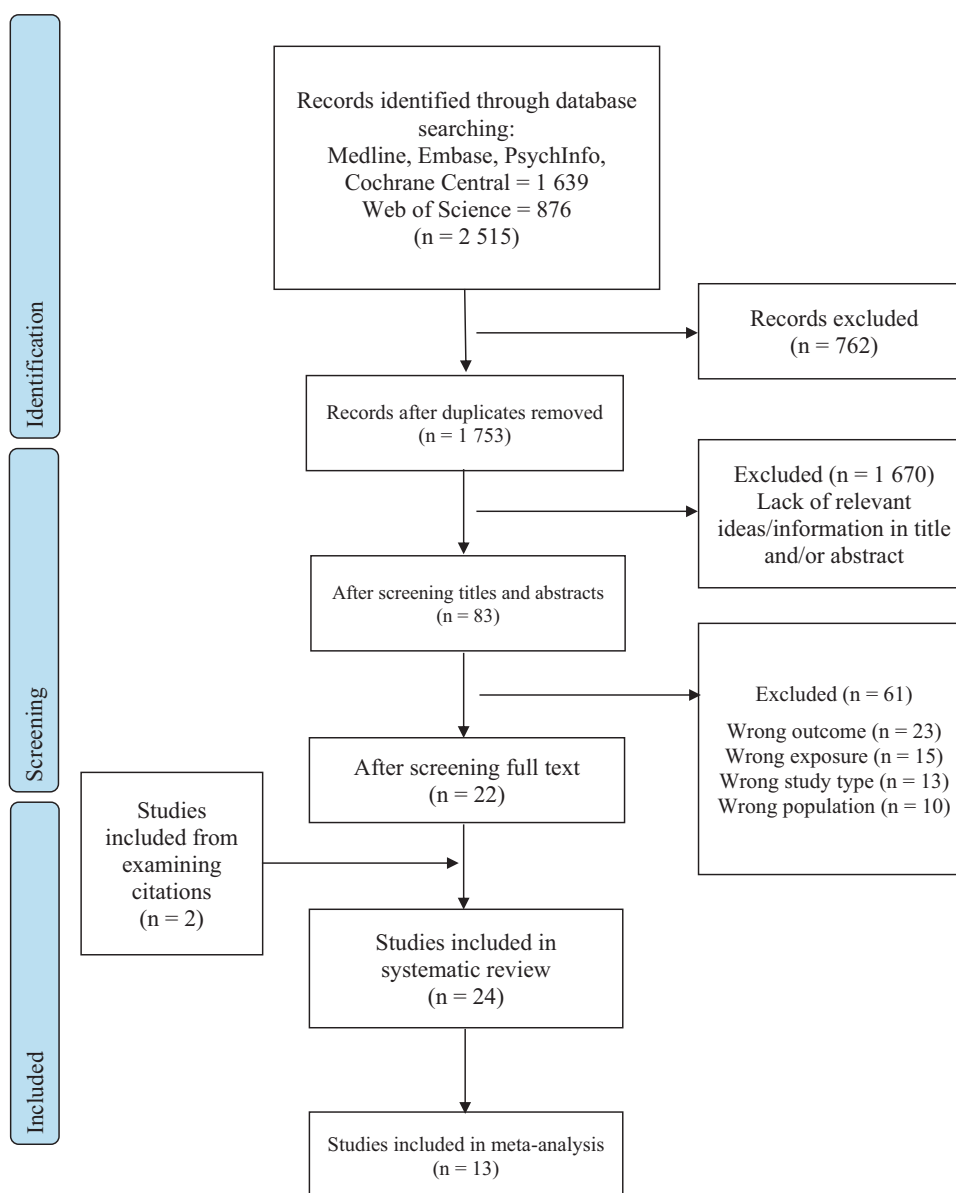 Identification
Records identified through database
searching:
Medline, Embase, PsychInfo,
Cochrane Central = 1 639
Web of Science = 876
(n = 2 515)
Records excluded
(n = 762)
Records after duplicates removed
(n = 1 753)
Screening
Excluded (n = 1 670)
Lack of relevant
ideas/information in title
and/or abstract
After screening titles and abstracts
(n = 83)
Excluded (n = 61)
Wrong outcome (n = 23)
Wrong exposure (n = 15)
Wrong study type (n = 13)
Wrong population (n = 10)
After screening full text
(n = 22)
Studies
included from
examining
citations
(n = 2)
Included
Studies included in
systematic review
(n = 24)
Studies included in meta-analysis
(n = 13)